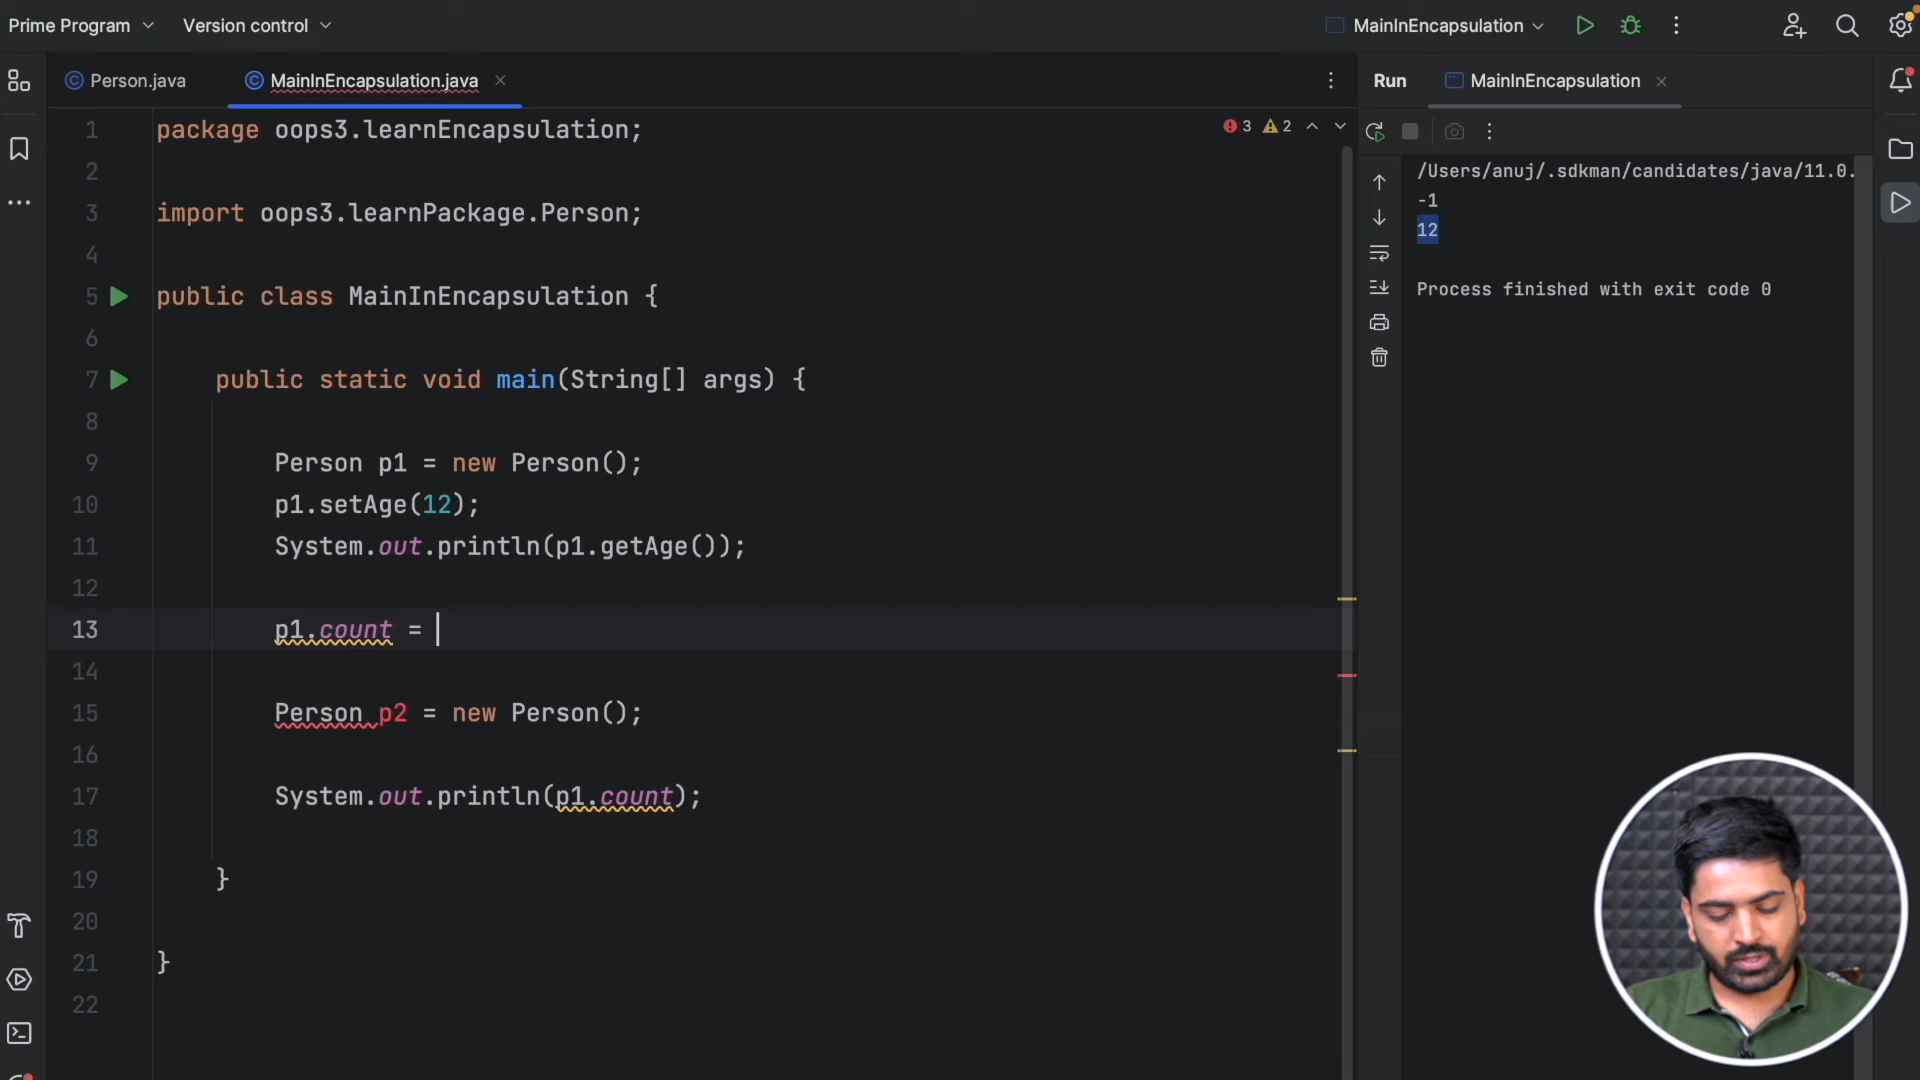 Prime Program Version control MainInEncapsulation
Person.java MainInEncapsulation.java Run MainInEncapsulation
3 2
1 package oops3.learnEncapsulation;
2
3 import oops3.learnPackage.Person;
4
5 public class MainInEncapsulation {
6
7 public static void main(String[] args) {
8
9 Person p1 = new Person();
10 p1.setAge(12);
11 System.out.println(p1.getAge());
12
13 p1.count =
14
15 Person p2 = new Person();
16
17 System.out.println(p1.count);
18
19 }
20
21 }
22
/Users/anuj/.sdkman/candidates/java/11.0.
-1
12
Process finished with exit code 0